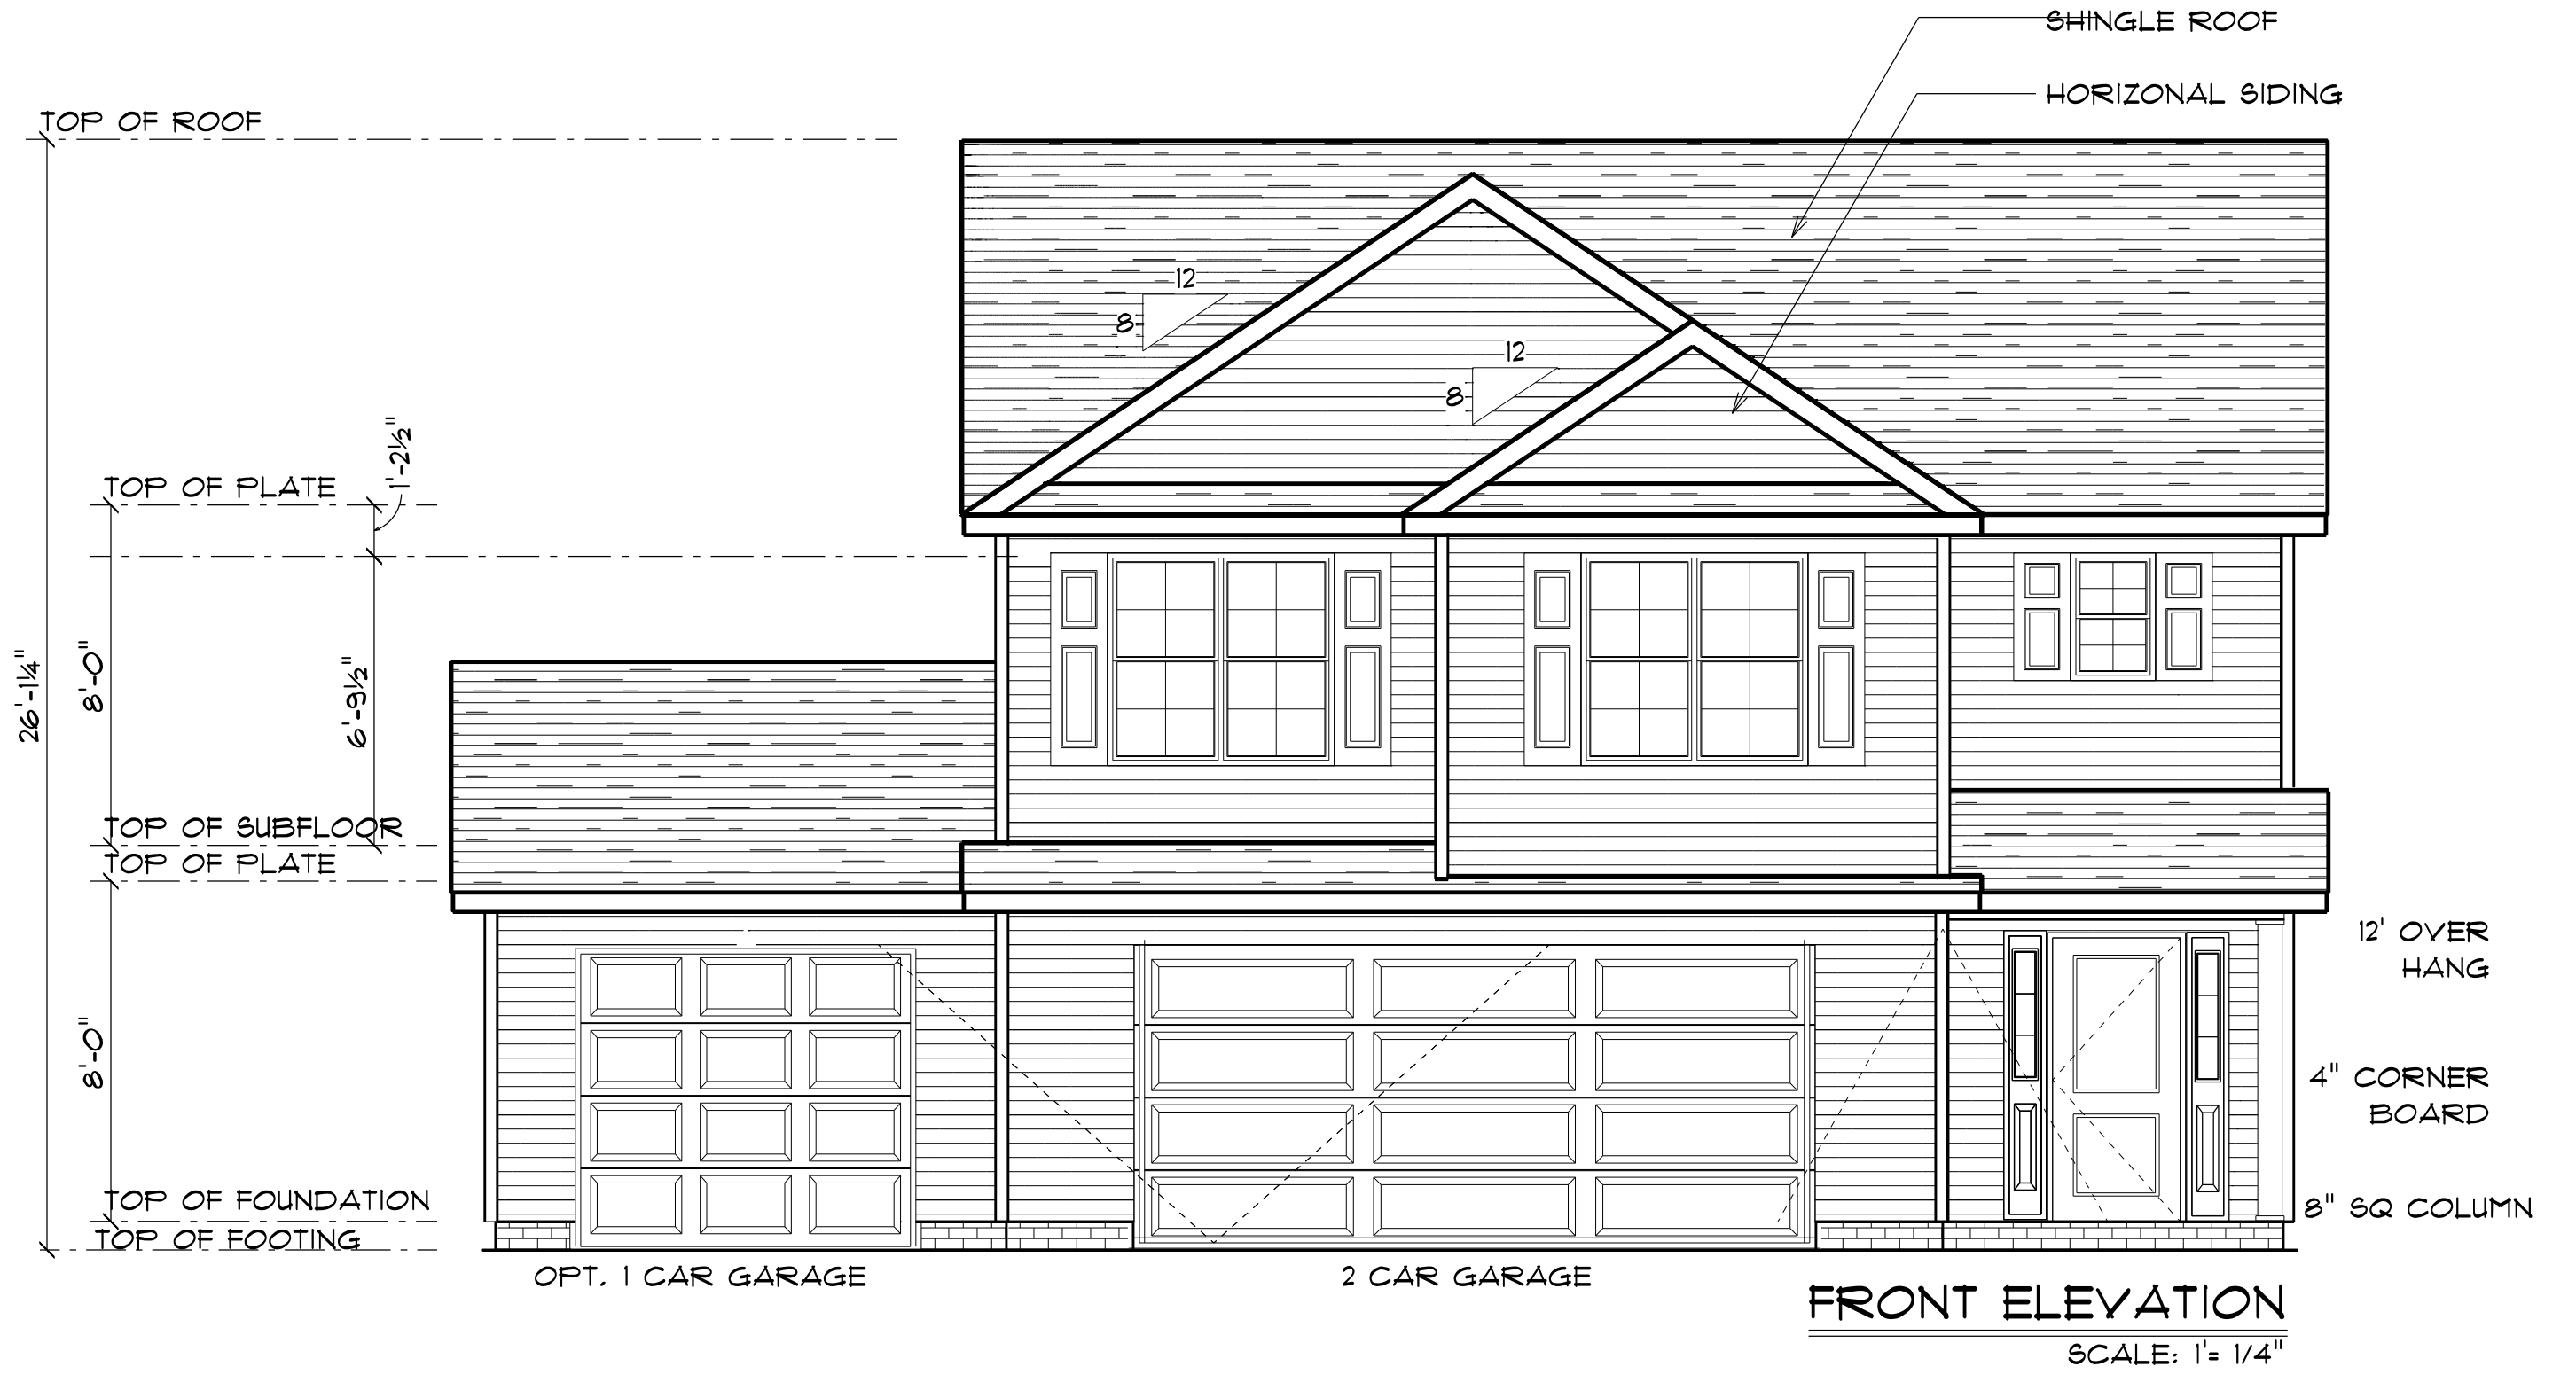 SHINGLE ROOF
HORIZONAL SIDING
TOP OF ROOF
12
8
12
8
1'-2½"
TOP OF PLATE
26'-1¼"
8'-0"
6'-9½"
TOP OF SUBFLOOR
TOP OF PLATE
12' OVER
HANG
8'-0"
4" CORNER
BOARD
TOP OF FOUNDATION
8" SQ COLUMN
TOP OF FOOTING
OPT. 1 CAR GARAGE
2 CAR GARAGE
FRONT ELEVATION
SCALE: 1'= 1/4"